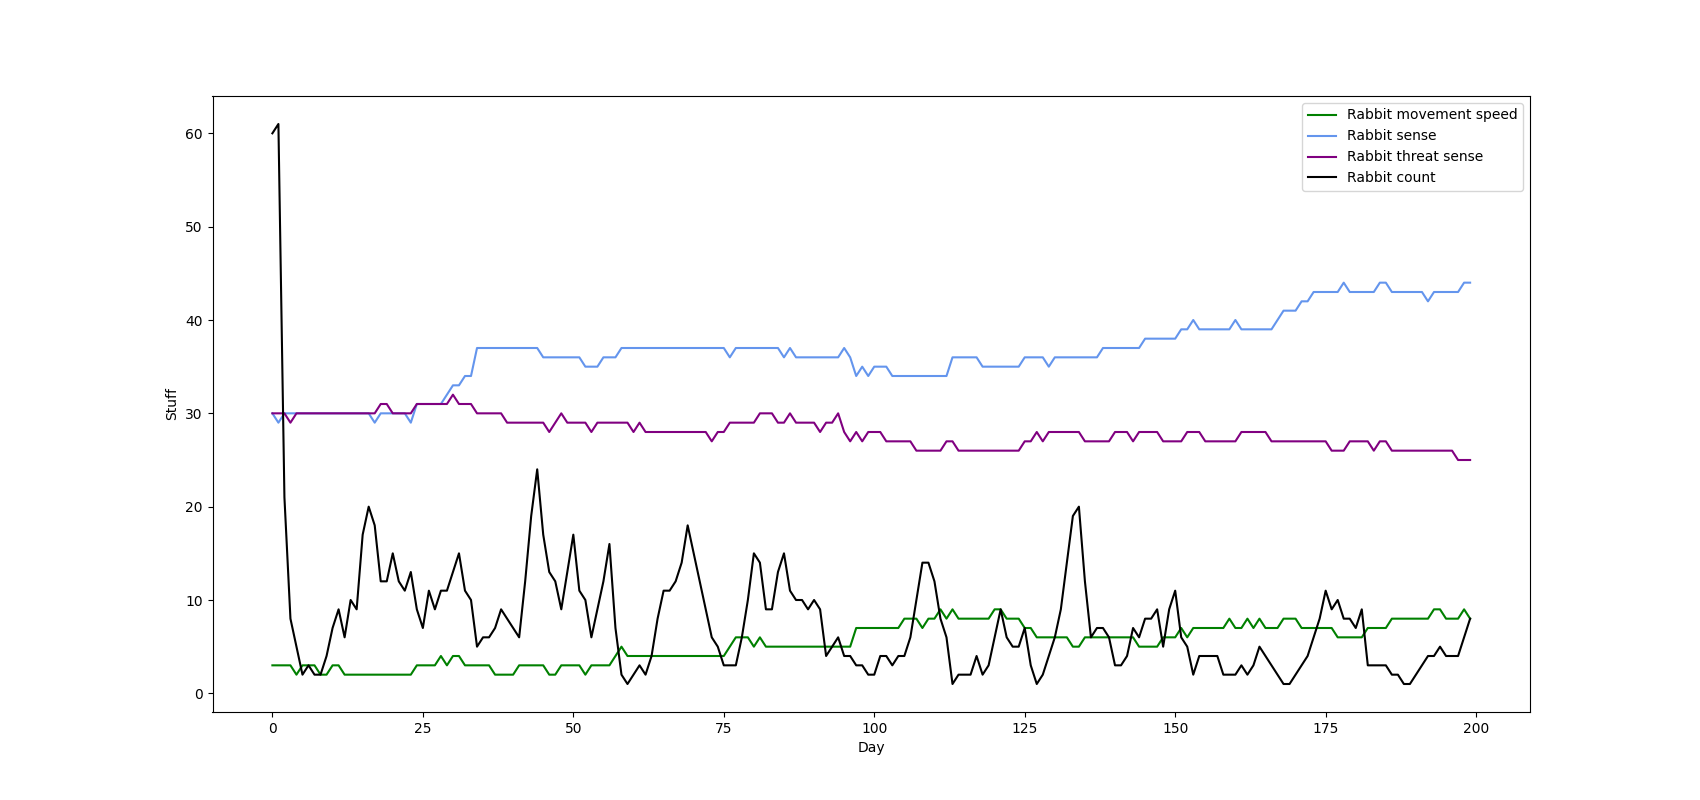 Rabbit movement speed
Rabbit sense
Rabbit threat sense
Rabbit count
60
50
40
30
20
10
0
Stuff
0 25 50 75 100 125 150 175 200
Day